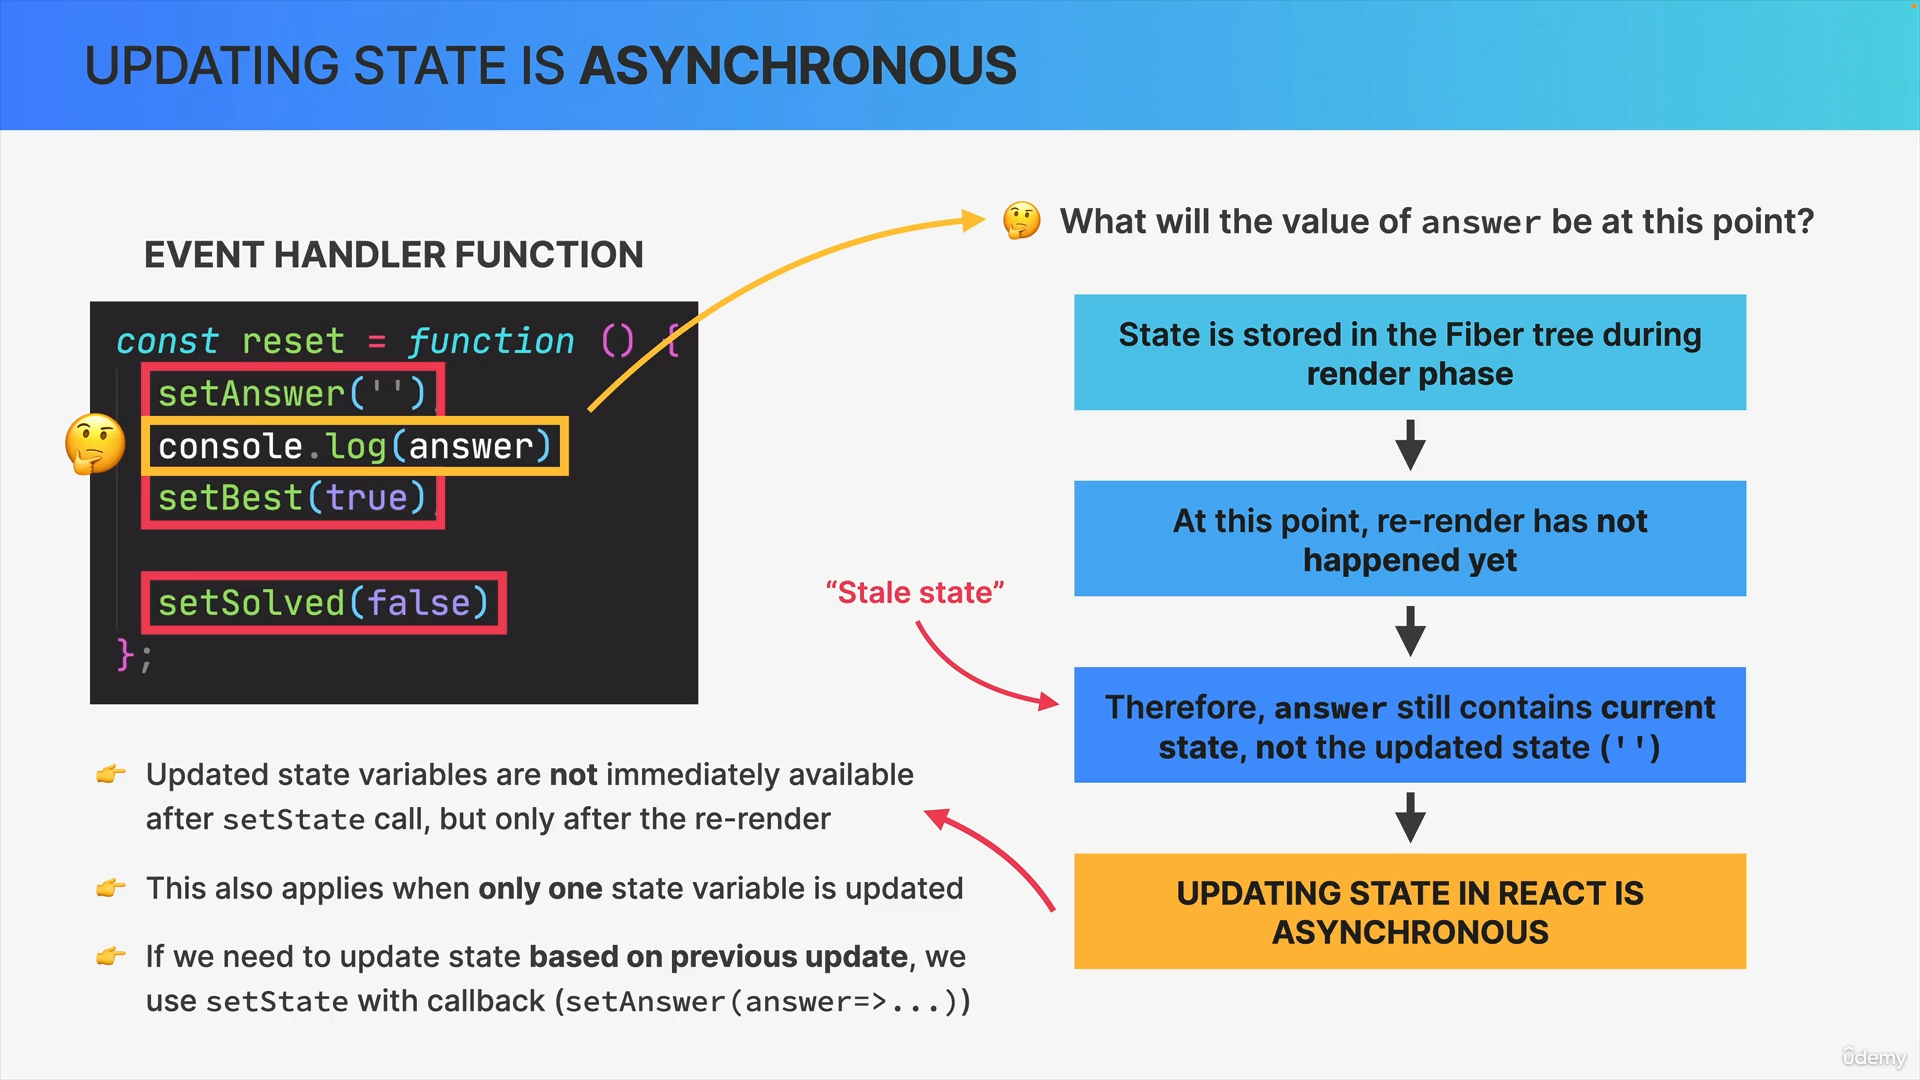 UPDATING STATE IS ASYNCHRONOUS
EVENT HANDLER FUNCTION
const reset = function () {
setAnswer('')
console.log(answer)
setBest(true)
setSolved(false)
};
What will the value of answer be at this point?
State is stored in the Fiber tree during
render phase
At this point, re-render has not
happened yet
“Stale state”
Therefore, answer still contains current
state, not the updated state ('')
UPDATING STATE IN REACT IS
ASYNCHRONOUS
Updated state variables are not immediately available
after setState call, but only after the re-render
This also applies when only one state variable is updated
If we need to update state based on previous update, we
use setState with callback (setAnswer(answer=>...))
ûdemy